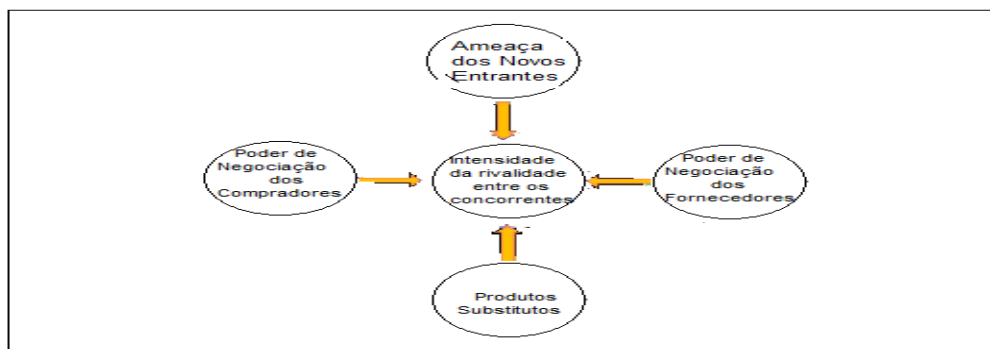 Ameaça
dos Novos
Entrantes
Poder de
Negociação
dos
Compradores
Intensidade
da rivalidade
entre os
concorrentes
Poder de
Negociação
dos
Fornecedores
Produtos
Substitutos